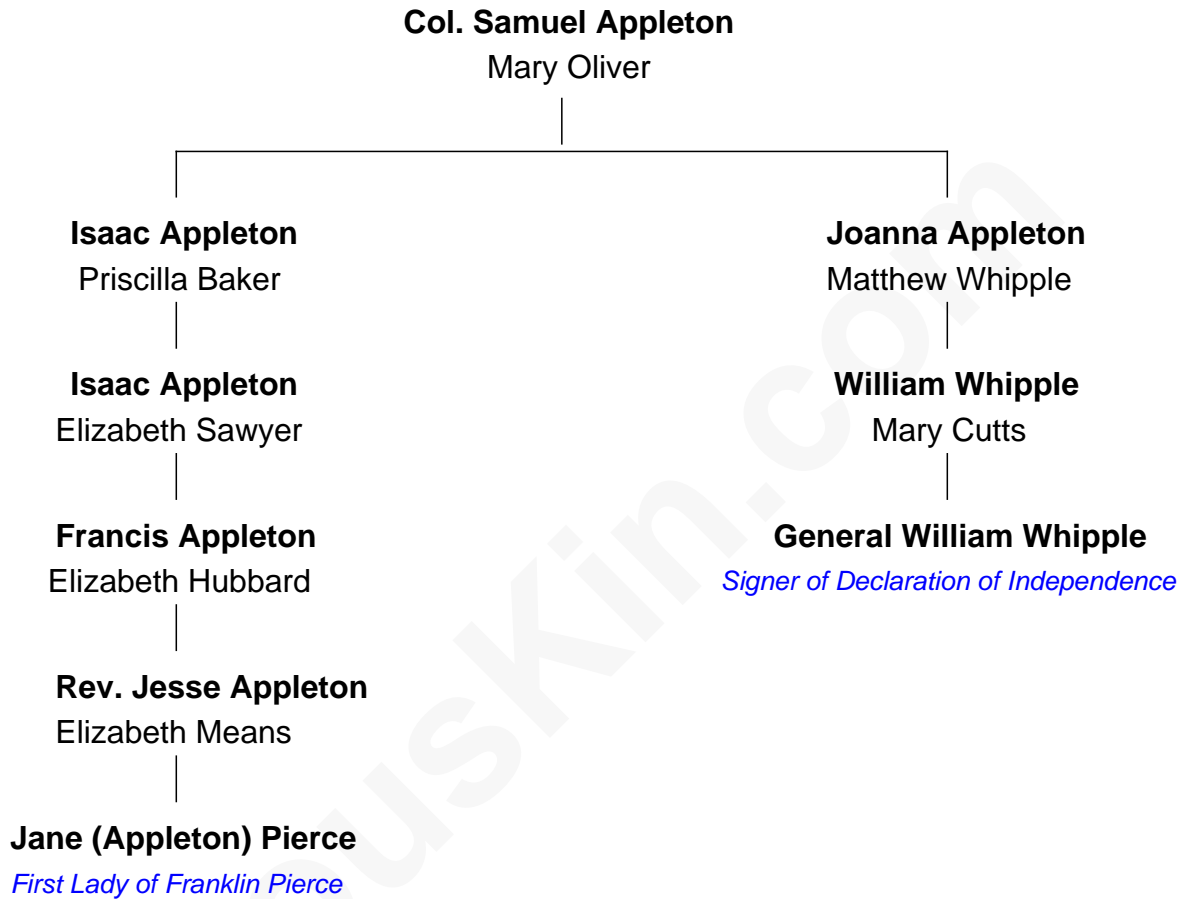 Col. Samuel Appleton
Mary Oliver
Isaac Appleton
Priscilla Baker
Joanna Appleton
Matthew Whipple
Isaac Appleton
Elizabeth Sawyer
William Whipple
Mary Cutts
Francis Appleton
Elizabeth Hubbard
General William Whipple
Signer of Declaration of Independence
Rev. Jesse Appleton
Elizabeth Means
Jane (Appleton) Pierce
First Lady of Franklin Pierce
ouskin.com